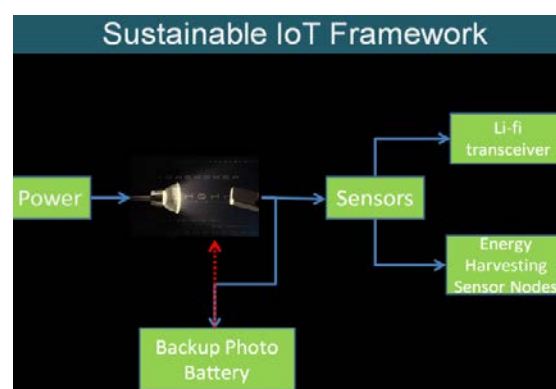 Sustainable IoT Framework
Li-fi
transceiver
Power
Sensors
Energy
Harvesting
Sensor Nodes
Backup Photo
Battery